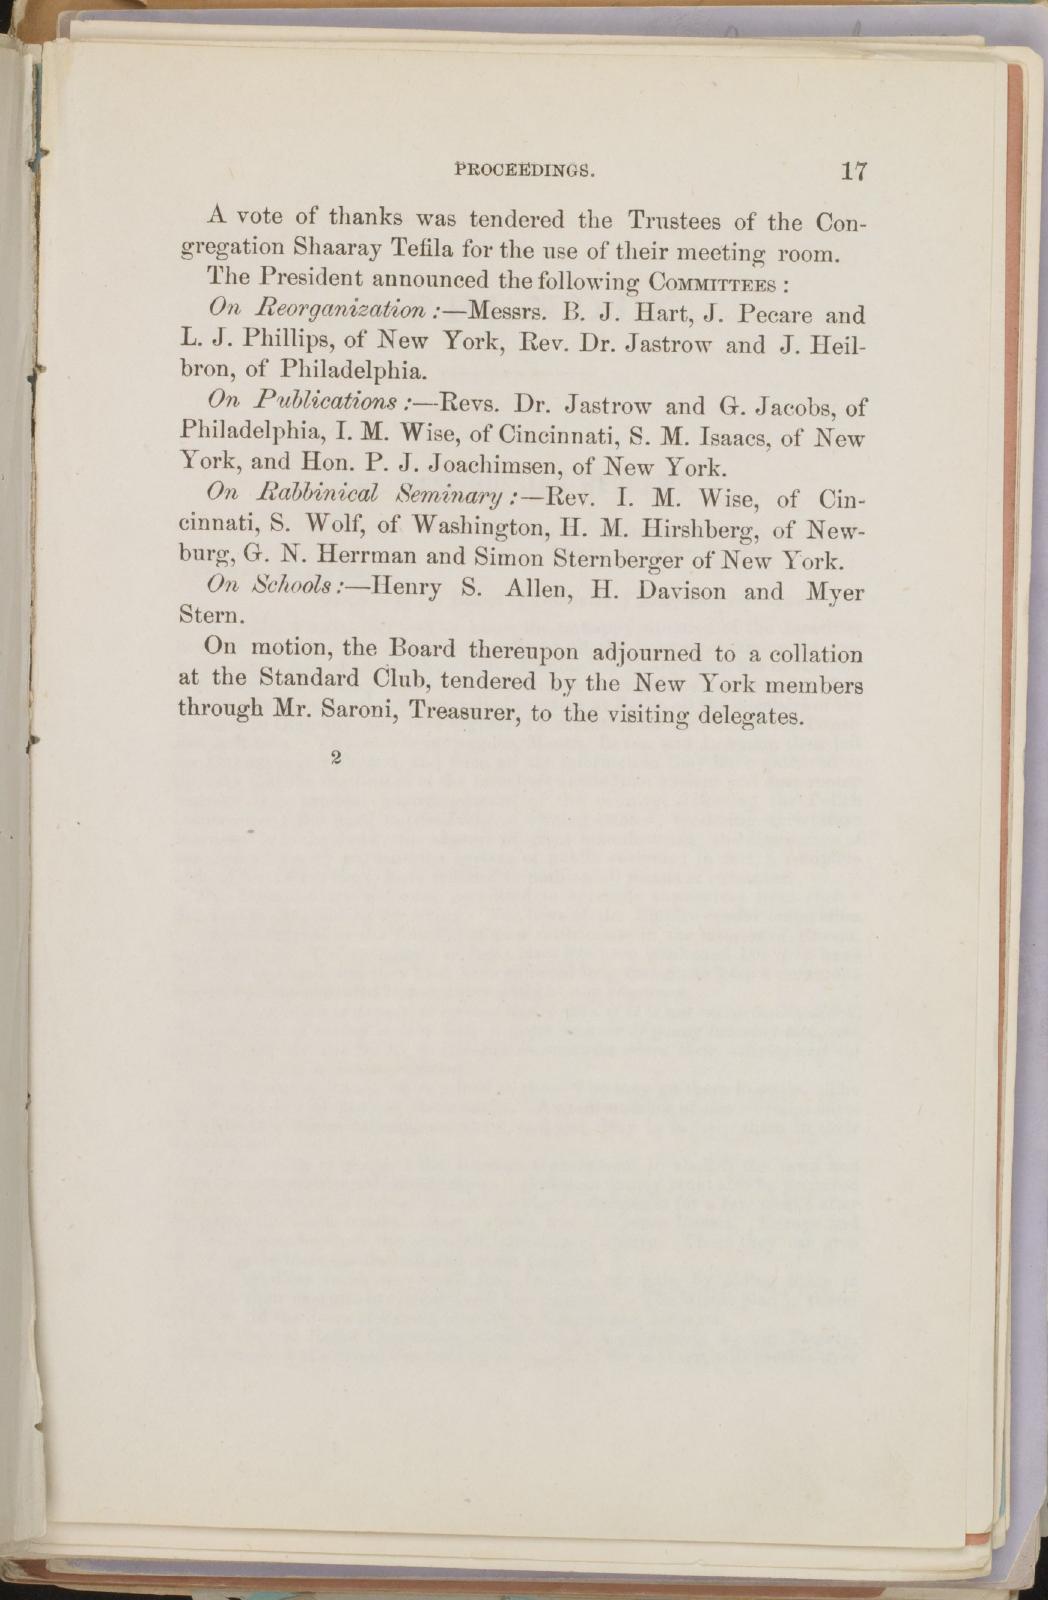 PROCEEDINGS. 17
A vote of thanks was tendered the Trustees of the Con-
gregation Shaaray Tefila for the use of their meeting room.
The President announced the following COMMITTEES :
On Reorganization :—Messrs. B. J. Hart, J. Pecare and
L. J. Phillips, of New York, Rev. Dr. Jastrow and J. Heil-
bron, of Philadelphia.
On Publications :—Revs. Dr. Jastrow and G. Jacobs, of
Philadelphia, I. M. Wise, of Cincinnati, S. M. Isaacs, of New
York, and Hon. P. J. Joachimsen, of New York.
On Rabbinical Seminary :—Rev. I. M. Wise, of Cin-
cinnati, S. Wolf, of Washington, H. M. Hirshberg, of New-
burg, G. N. Herrman and Simon Sternberger of New York.
On Schools :—Henry S. Allen, H. Davison and Myer
Stern.
On motion, the Board thereupon adjourned to a collation
at the Standard Club, tendered by the New York members
through Mr. Saroni, Treasurer, to the visiting delegates.
2